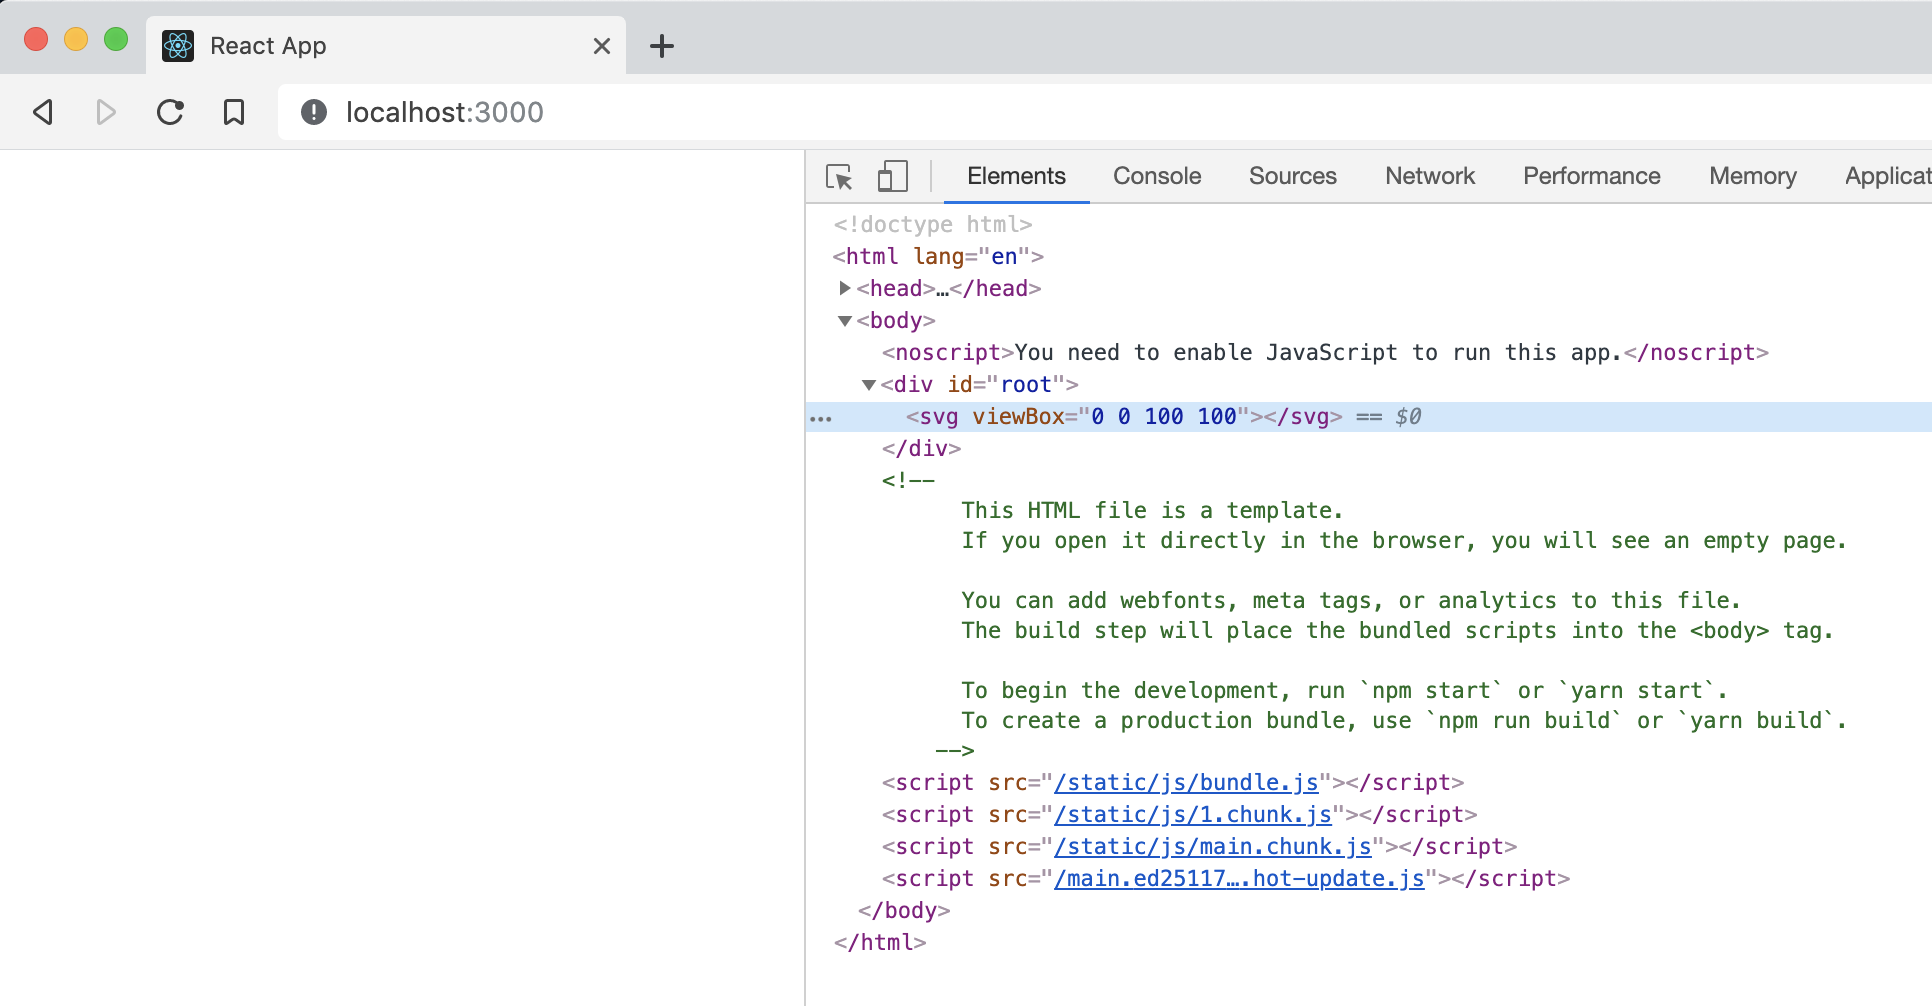 React App
localhost:3000
Elements Console Sources Network Performance Memory Applicat
<!doctype html>
<html lang="en">
<head>…</head>
<body>
<noscript>You need to enable JavaScript to run this app.</noscript>
<div id="root">
<svg viewBox="0 0 100 100"></svg> == $0
</div>
<!--
This HTML file is a template.
If you open it directly in the browser, you will see an empty page.
You can add webfonts, meta tags, or analytics to this file.
The build step will place the bundled scripts into the <body> tag.
To begin the development, run `npm start` or `yarn start`.
To create a production bundle, use `npm run build` or `yarn build`.
-->
<script src="/static/js/bundle.js"></script>
<script src="/static/js/1.chunk.js"></script>
<script src="/static/js/main.chunk.js"></script>
<script src="/main.ed25117….hot-update.js"></script>
</body>
</html>